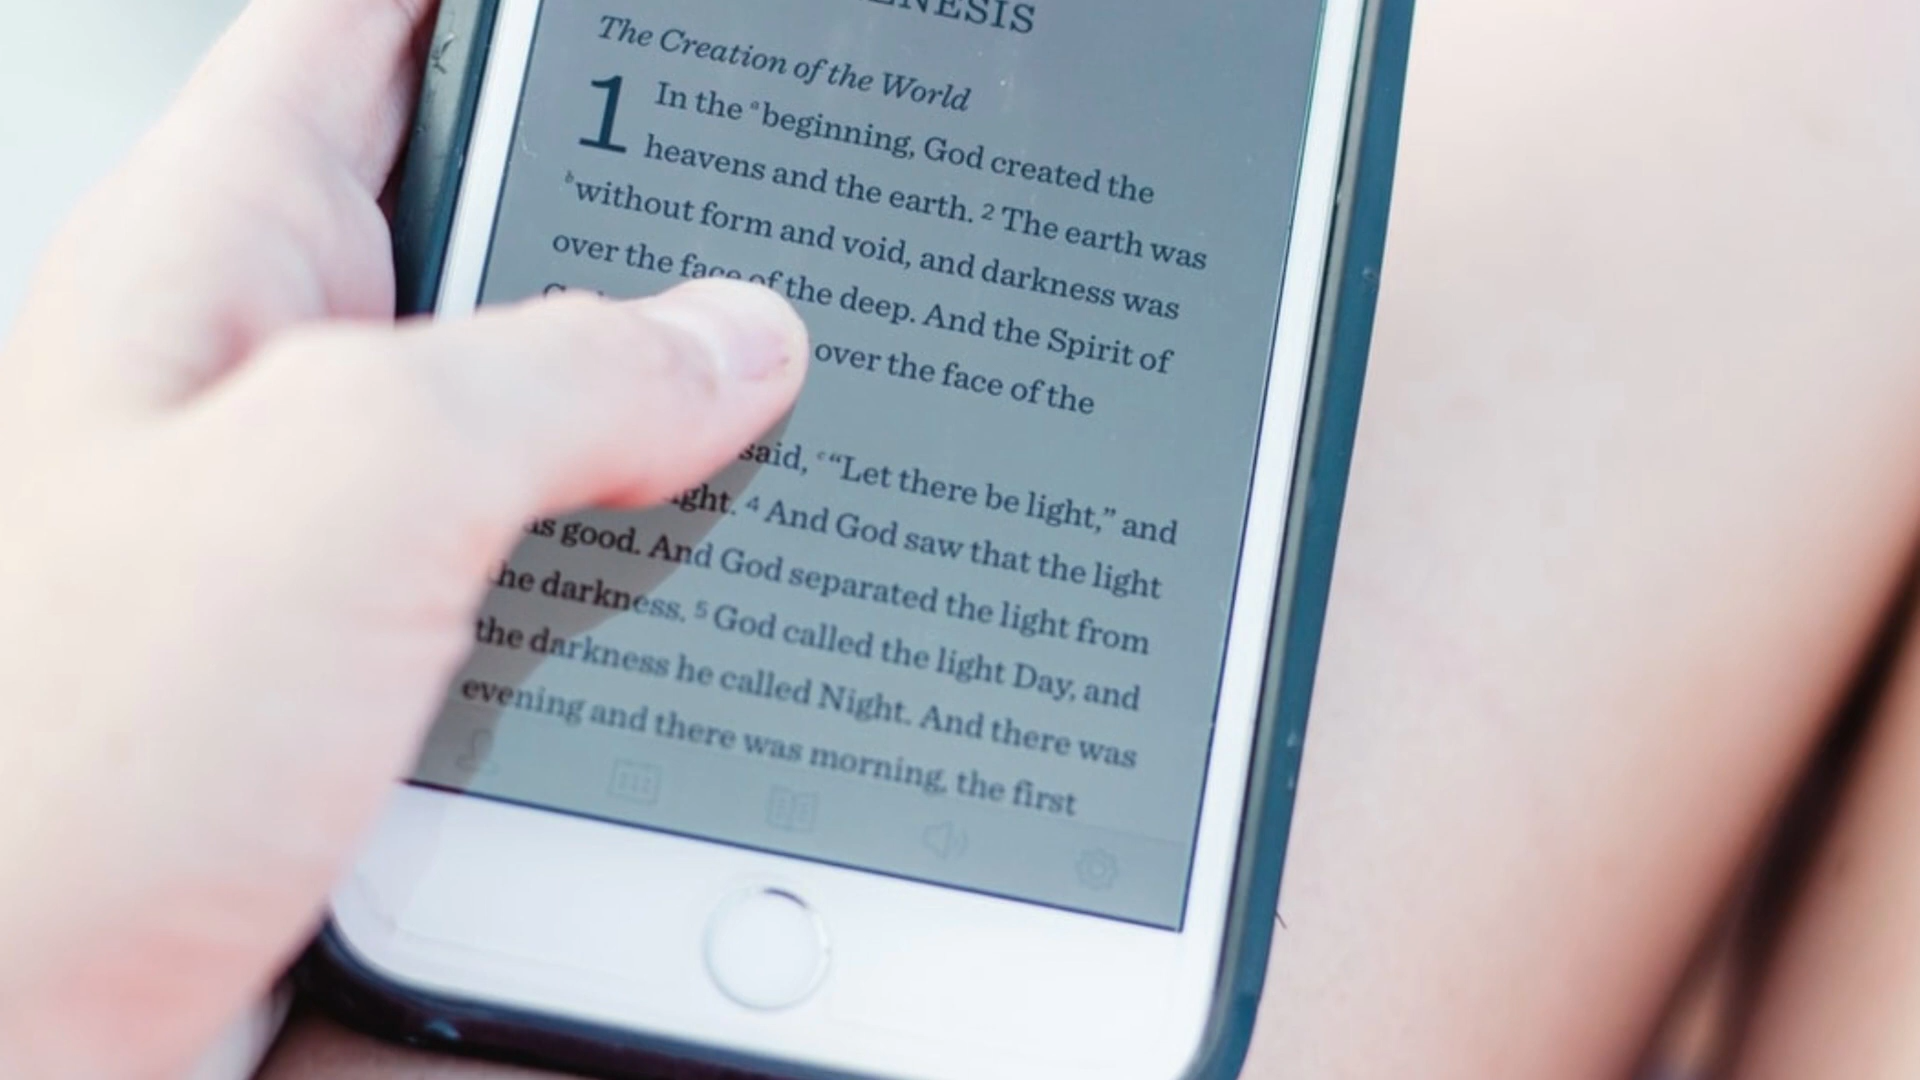 ENESIS
The Creation of the World
1 In the ªbeginning, God created the
heavens and the earth. 2 The earth was
ᵇwithout form and void, and darkness was
over the face of the deep. And the Spirit of
over the face of the
said, ᶜ“Let there be light,” and
ght. 4 And God saw that the light
as good. And God separated the light from
he darkness. 5 God called the light Day, and
the darkness he called Night. And there was
evening and there was morning, the first